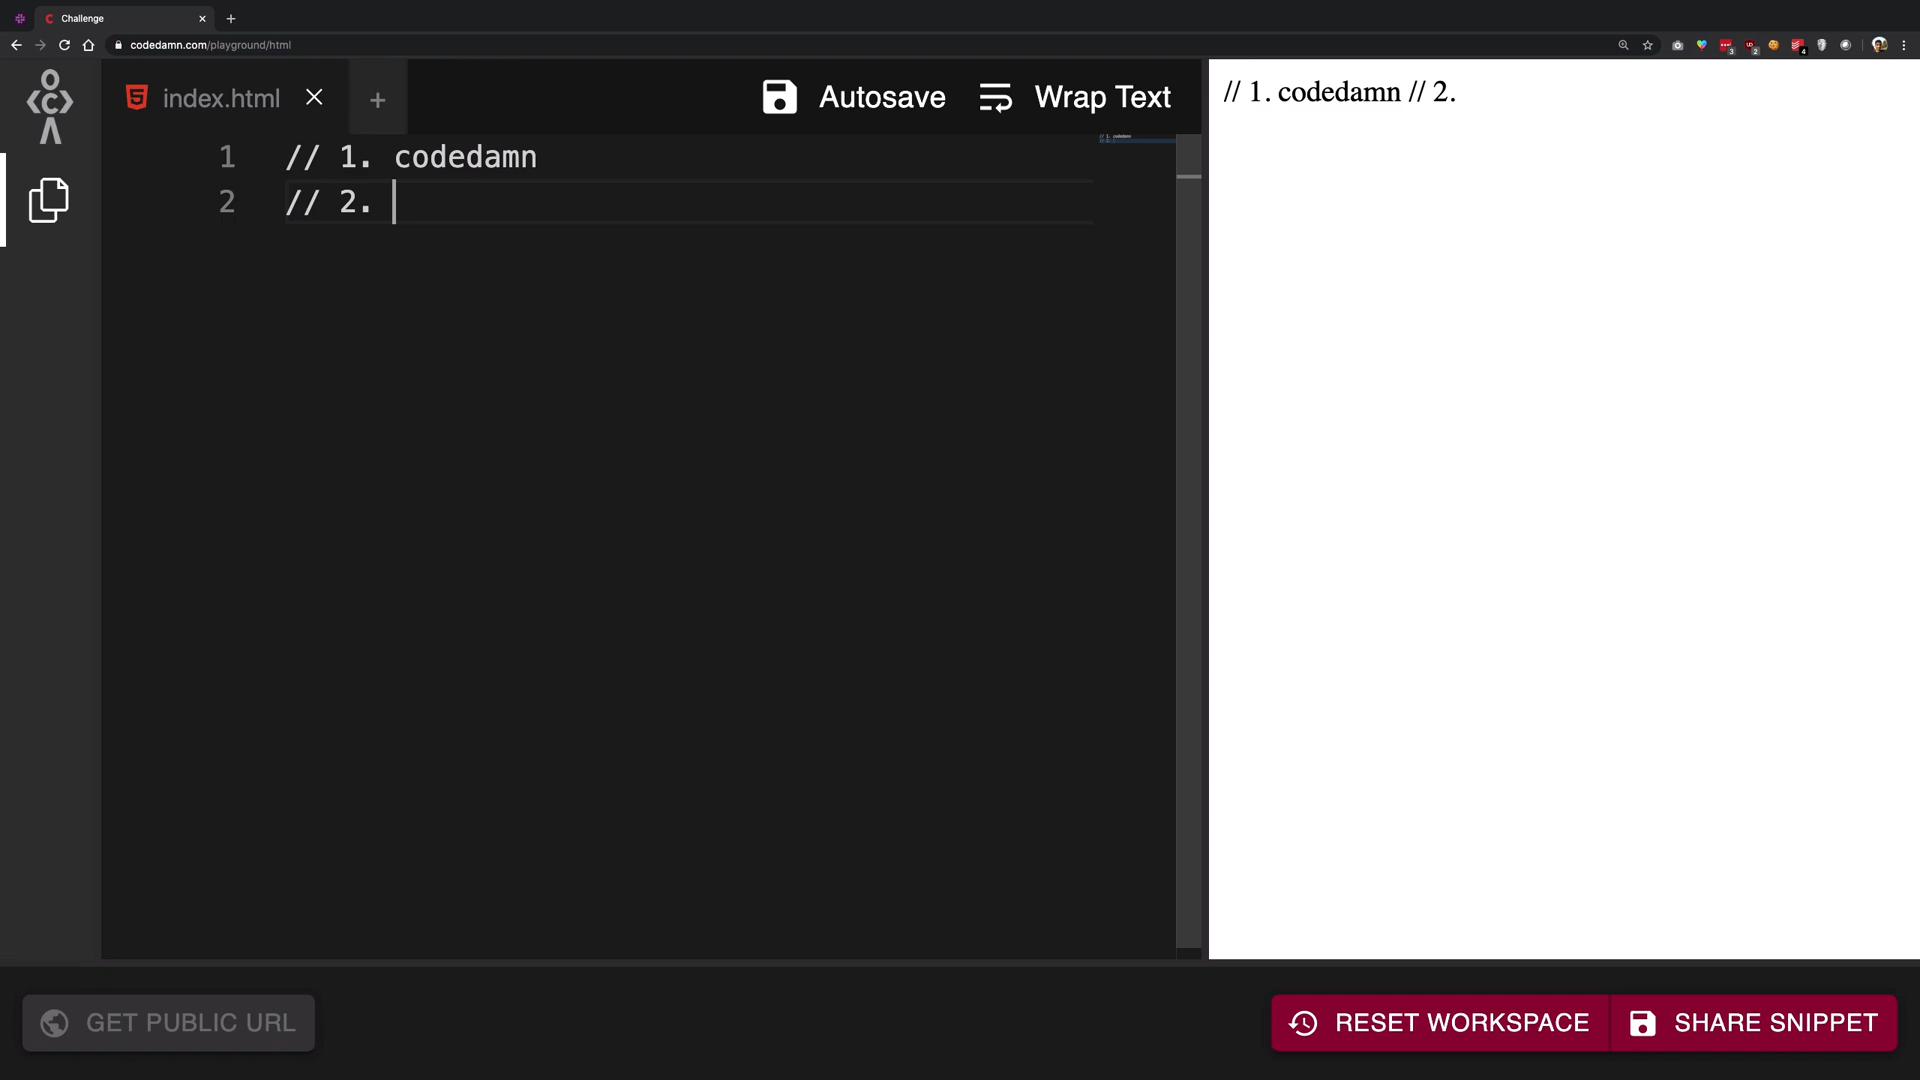 Challenge
codedamn.com/playground/html
index.html
Autosave
Wrap Text
1 // 1. codedamn
2 // 2.
// 1. codedamn // 2.
GET PUBLIC URL
RESET WORKSPACE
SHARE SNIPPET